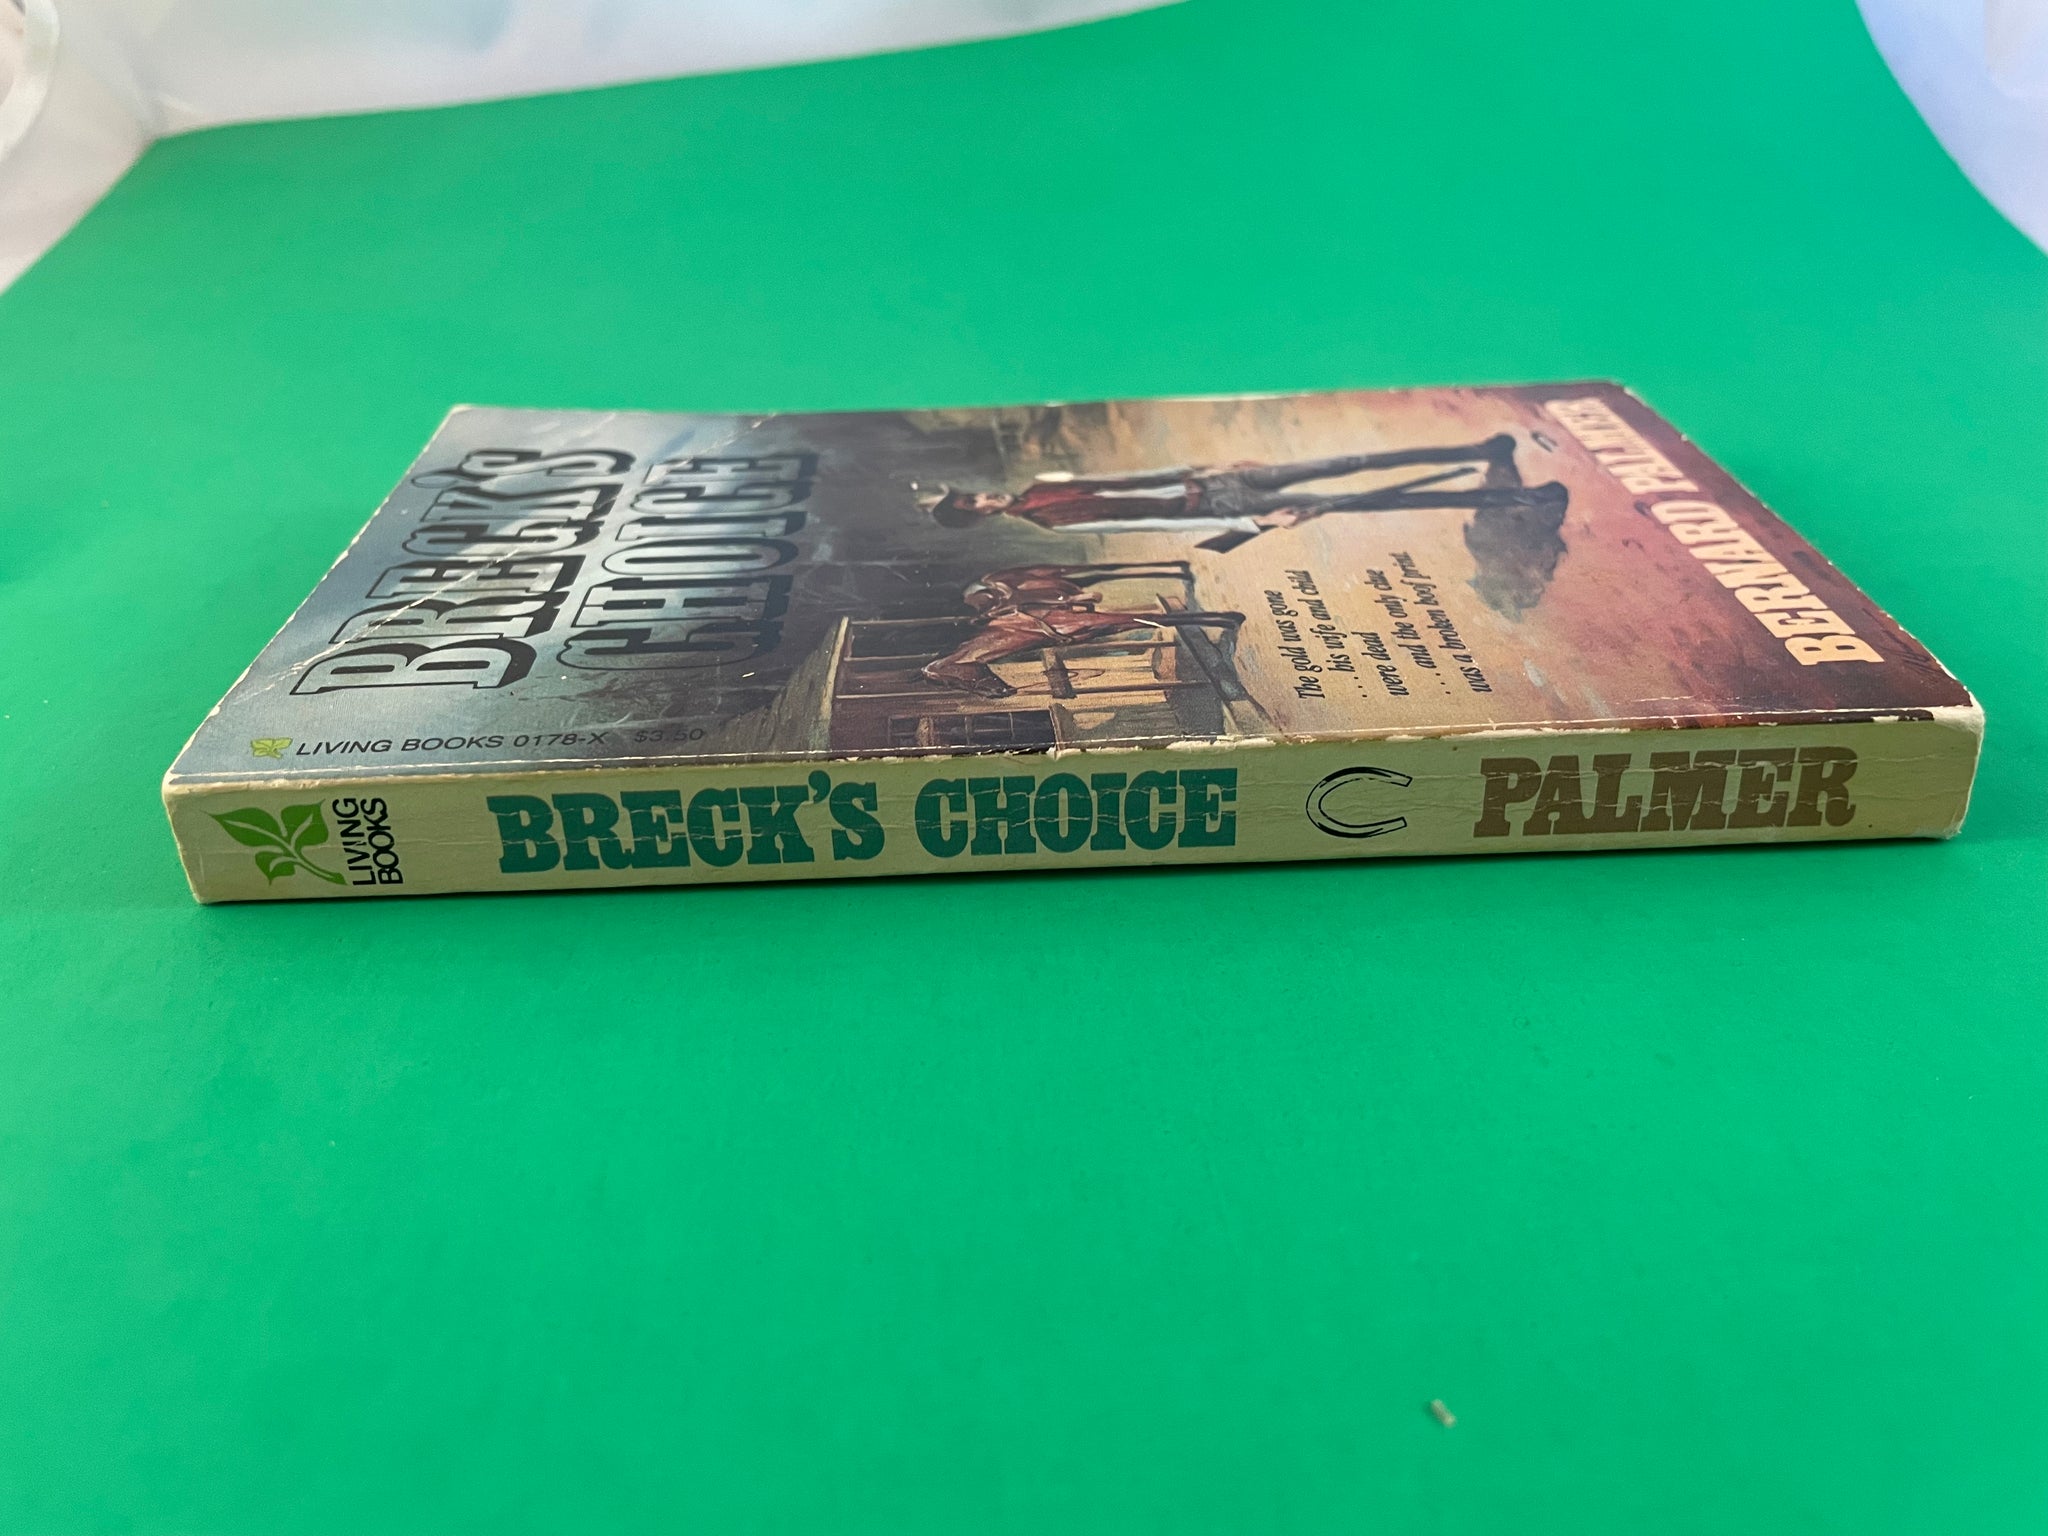 LIVING BOOKS 0178-X $3.50
BRECK'S
CHOICE
The gold was gone
...his wife and child
were dead
...and the only clue
was a broken hoof print
BERNARD PALMER
LIVING
BOOKS
BRECK'S CHOICE
PALMER